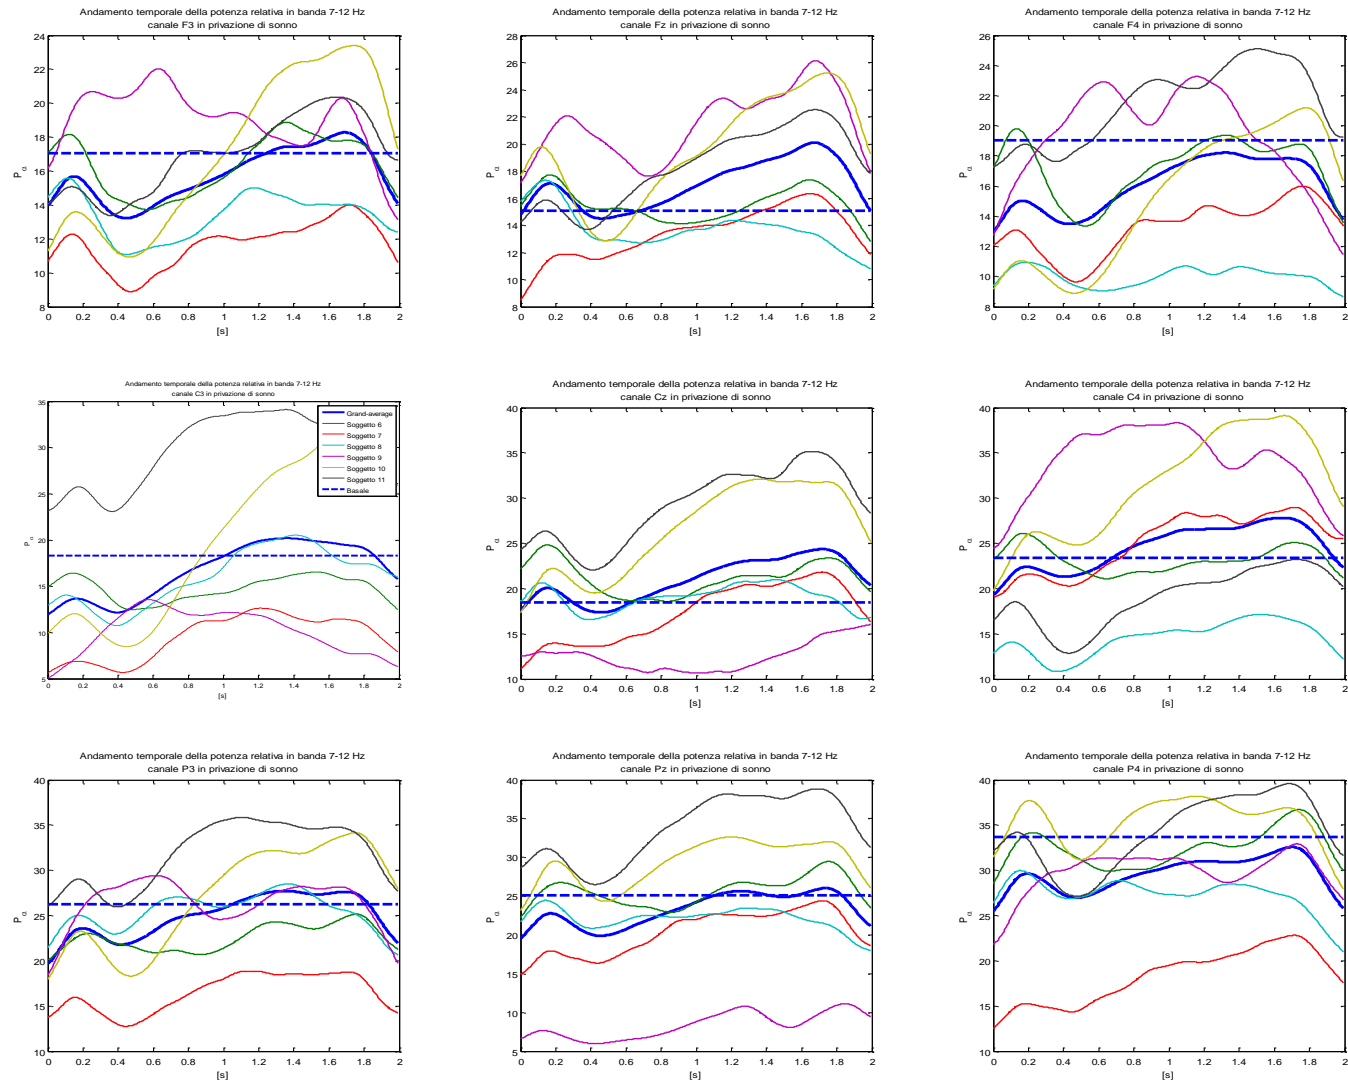 Andamento temporale della potenza relativa in banda 7-12 Hz
canale F3 in privazione di sonno
24
22
20
18
16
14
12
10
8
P α
0 0.2 0.4 0.6 0.8 1 1.2 1.4 1.6 1.8 2
[s]
Andamento temporale della potenza relativa in banda 7-12 Hz
canale Fz in privazione di sonno
28
26
24
22
20
18
16
14
12
10
8
P α
0 0.2 0.4 0.6 0.8 1 1.2 1.4 1.6 1.8 2
[s]
Andamento temporale della potenza relativa in banda 7-12 Hz
canale F4 in privazione di sonno
26
24
22
20
18
16
14
12
10
8
P α
0 0.2 0.4 0.6 0.8 1 1.2 1.4 1.6 1.8 2
[s]
Andamento temporale della potenza relativa in banda 7-12 Hz
canale C3 in privazione di sonno
35
30
25
20
15
10
5
P α
0 0.2 0.4 0.6 0.8 1 1.2 1.4 1.6 1.8 2
[s]
Grand-average
Soggetto 6
Soggetto 7
Soggetto 8
Soggetto 9
Soggetto 10
Soggetto 11
Basale
Andamento temporale della potenza relativa in banda 7-12 Hz
canale Cz in privazione di sonno
40
35
30
25
20
15
10
P α
0 0.2 0.4 0.6 0.8 1 1.2 1.4 1.6 1.8 2
[s]
Andamento temporale della potenza relativa in banda 7-12 Hz
canale C4 in privazione di sonno
40
35
30
25
20
15
10
P α
0 0.2 0.4 0.6 0.8 1 1.2 1.4 1.6 1.8 2
[s]
Andamento temporale della potenza relativa in banda 7-12 Hz
canale P3 in privazione di sonno
40
35
30
25
20
15
10
P α
0 0.2 0.4 0.6 0.8 1 1.2 1.4 1.6 1.8 2
[s]
Andamento temporale della potenza relativa in banda 7-12 Hz
canale Pz in privazione di sonno
40
35
30
25
20
15
10
5
P α
0 0.2 0.4 0.6 0.8 1 1.2 1.4 1.6 1.8 2
[s]
Andamento temporale della potenza relativa in banda 7-12 Hz
canale P4 in privazione di sonno
40
35
30
25
20
15
10
P α
0 0.2 0.4 0.6 0.8 1 1.2 1.4 1.6 1.8 2
[s]